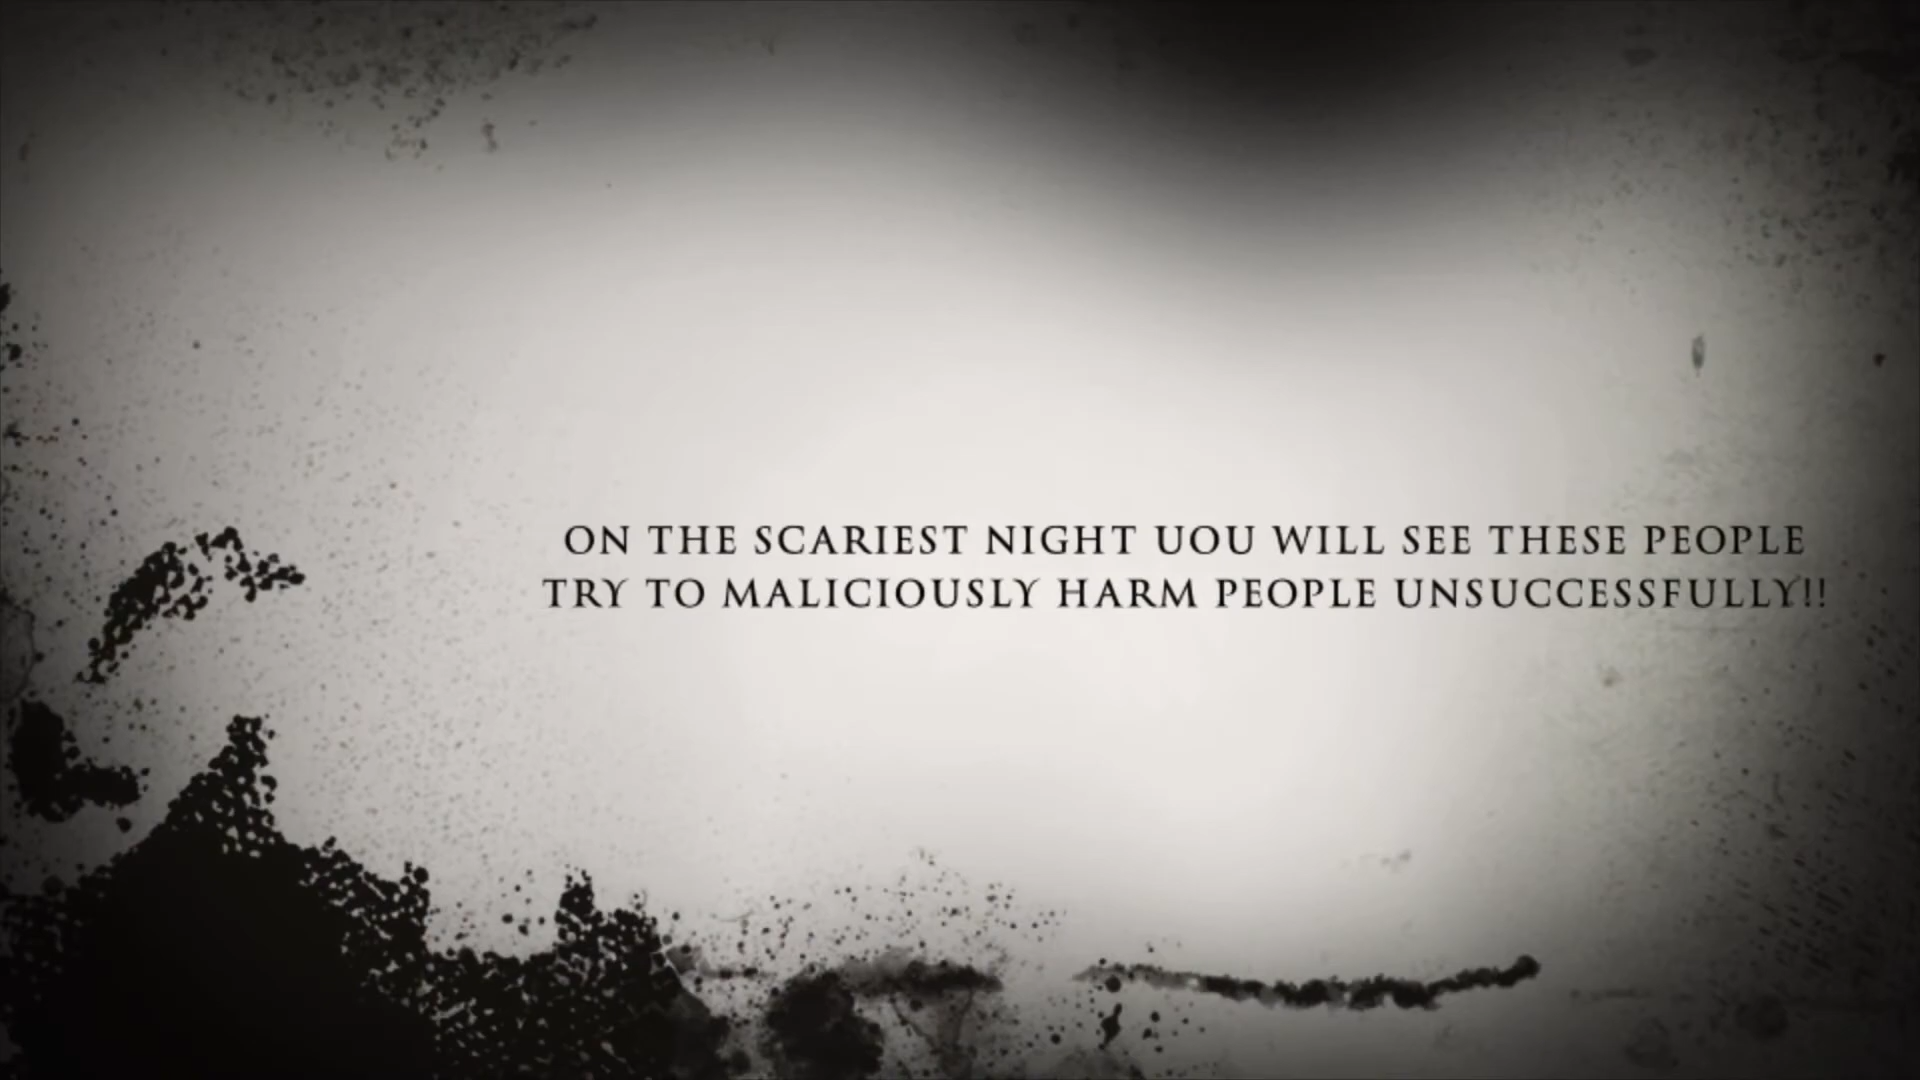 ON THE SCARIEST NIGHT UOU WILL SEE THESE PEOPLE
TRY TO MALICIOUSLY HARM PEOPLE UNSUCCESSFULLY!!